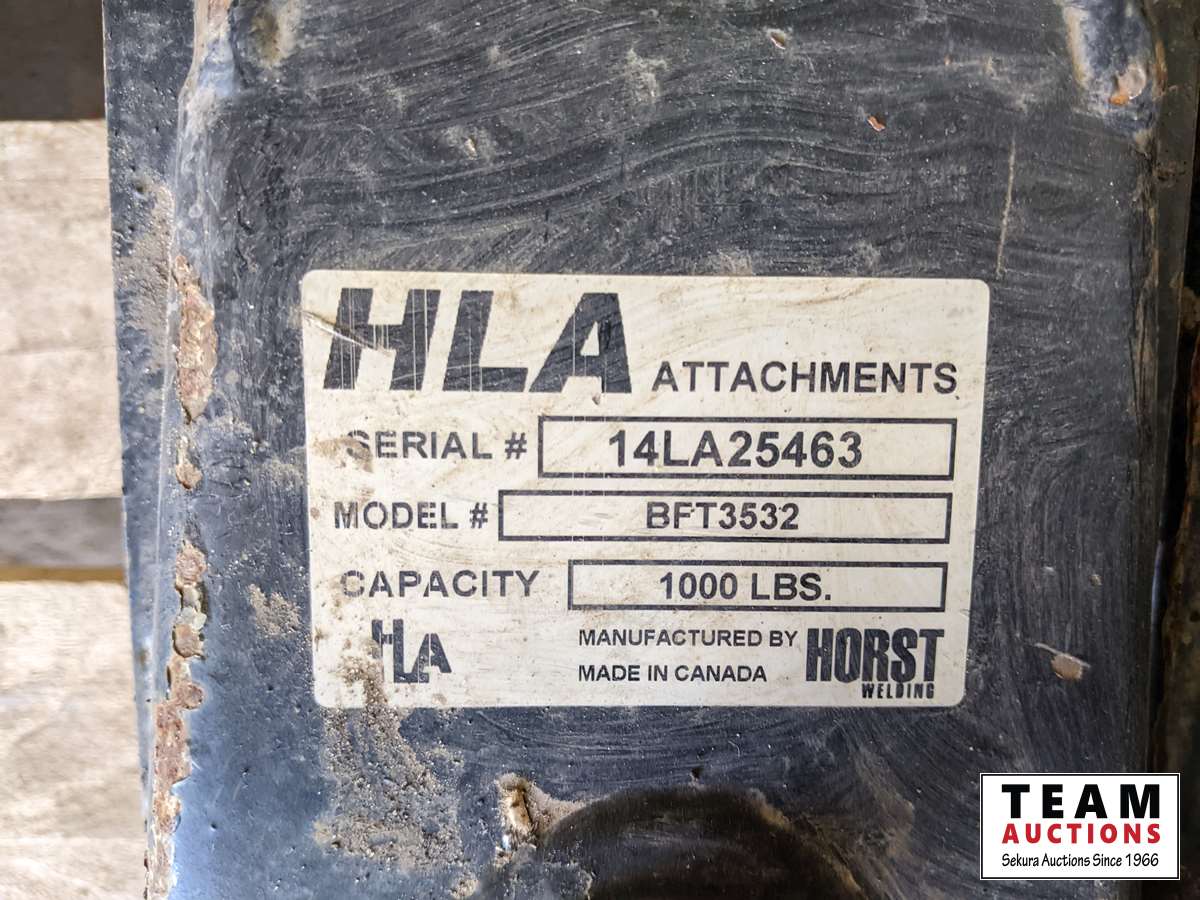 HLA ATTACHMENTS
SERIAL # 14LA25463
MODEL # BFT3532
CAPACITY 1000 LBS.
HLA MANUFACTURED BY HORST
MADE IN CANADA WELDING
TEAM
AUCTIONS
Sekura Auctions Since 1966